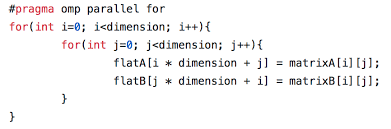 #pragma omp parallel for
for(int i=0; i<dimension; i++){
for(int j=0; j<dimension; j++){
flatA[i * dimension + j] = matrixA[i][j];
flatB[j * dimension + i] = matrixB[i][j];
}
}